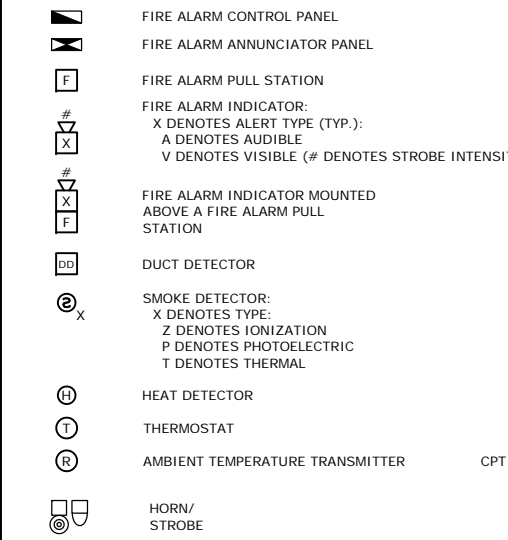 FIRE ALARM CONTROL PANEL
FIRE ALARM ANNUNCIATOR PANEL
F FIRE ALARM PULL STATION
FIRE ALARM INDICATOR:
# X DENOTES ALERT TYPE (TYP.):
X A DENOTES AUDIBLE
V DENOTES VISIBLE (# DENOTES STROBE INTENSIT
#
X FIRE ALARM INDICATOR MOUNTED
ABOVE A FIRE ALARM PULL
F STATION
DD DUCT DETECTOR
S SMOKE DETECTOR:
X X DENOTES TYPE:
Z DENOTES IONIZATION
P DENOTES PHOTOELECTRIC
T DENOTES THERMAL
H HEAT DETECTOR
T THERMOSTAT
R AMBIENT TEMPERATURE TRANSMITTER CPT
HORN/
STROBE